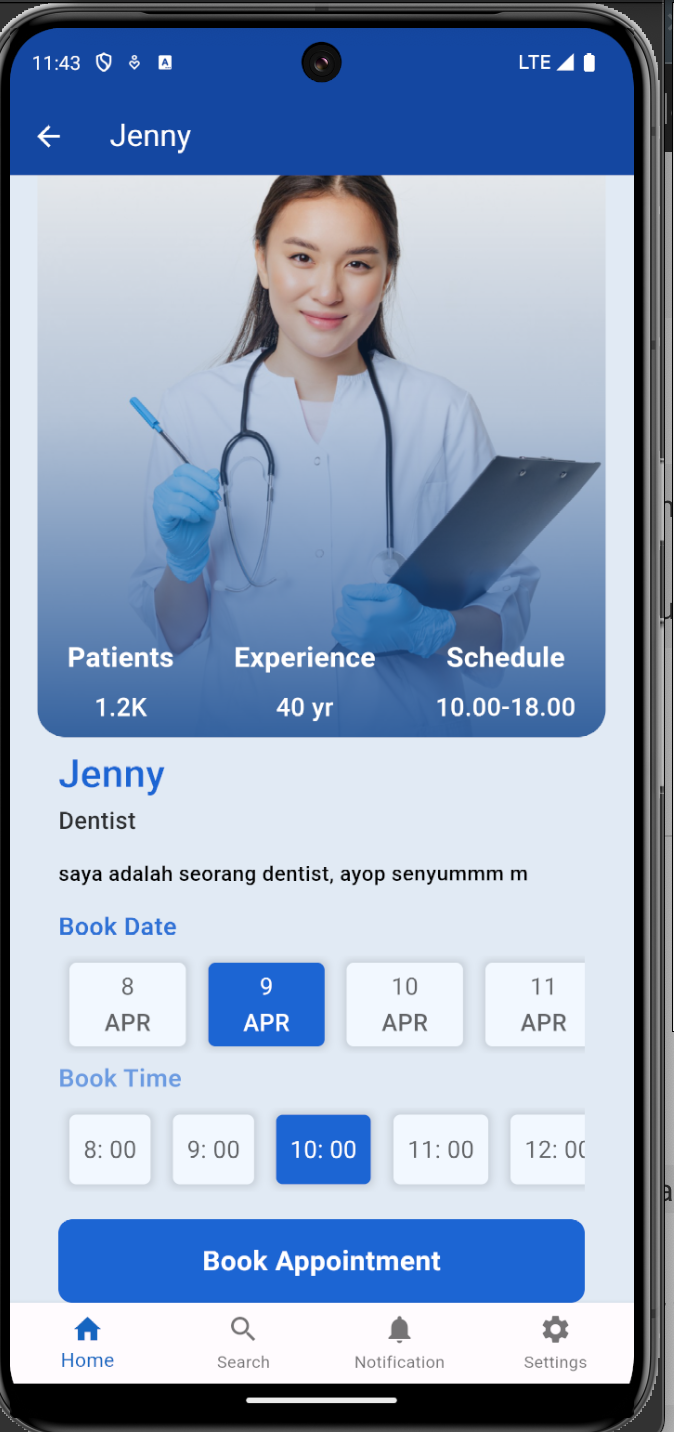 11:43 LTE
Jenny
Patients Experience Schedule
1.2K 40 yr 10.00-18.00
Jenny
Dentist
saya adalah seorang dentist, ayop senyummm m
Book Date
8 9 10 11
APR APR APR APR
Book Time
8: 00 9: 00 10: 00 11: 00 12: 00
Book Appointment
Home Search Notification Settings